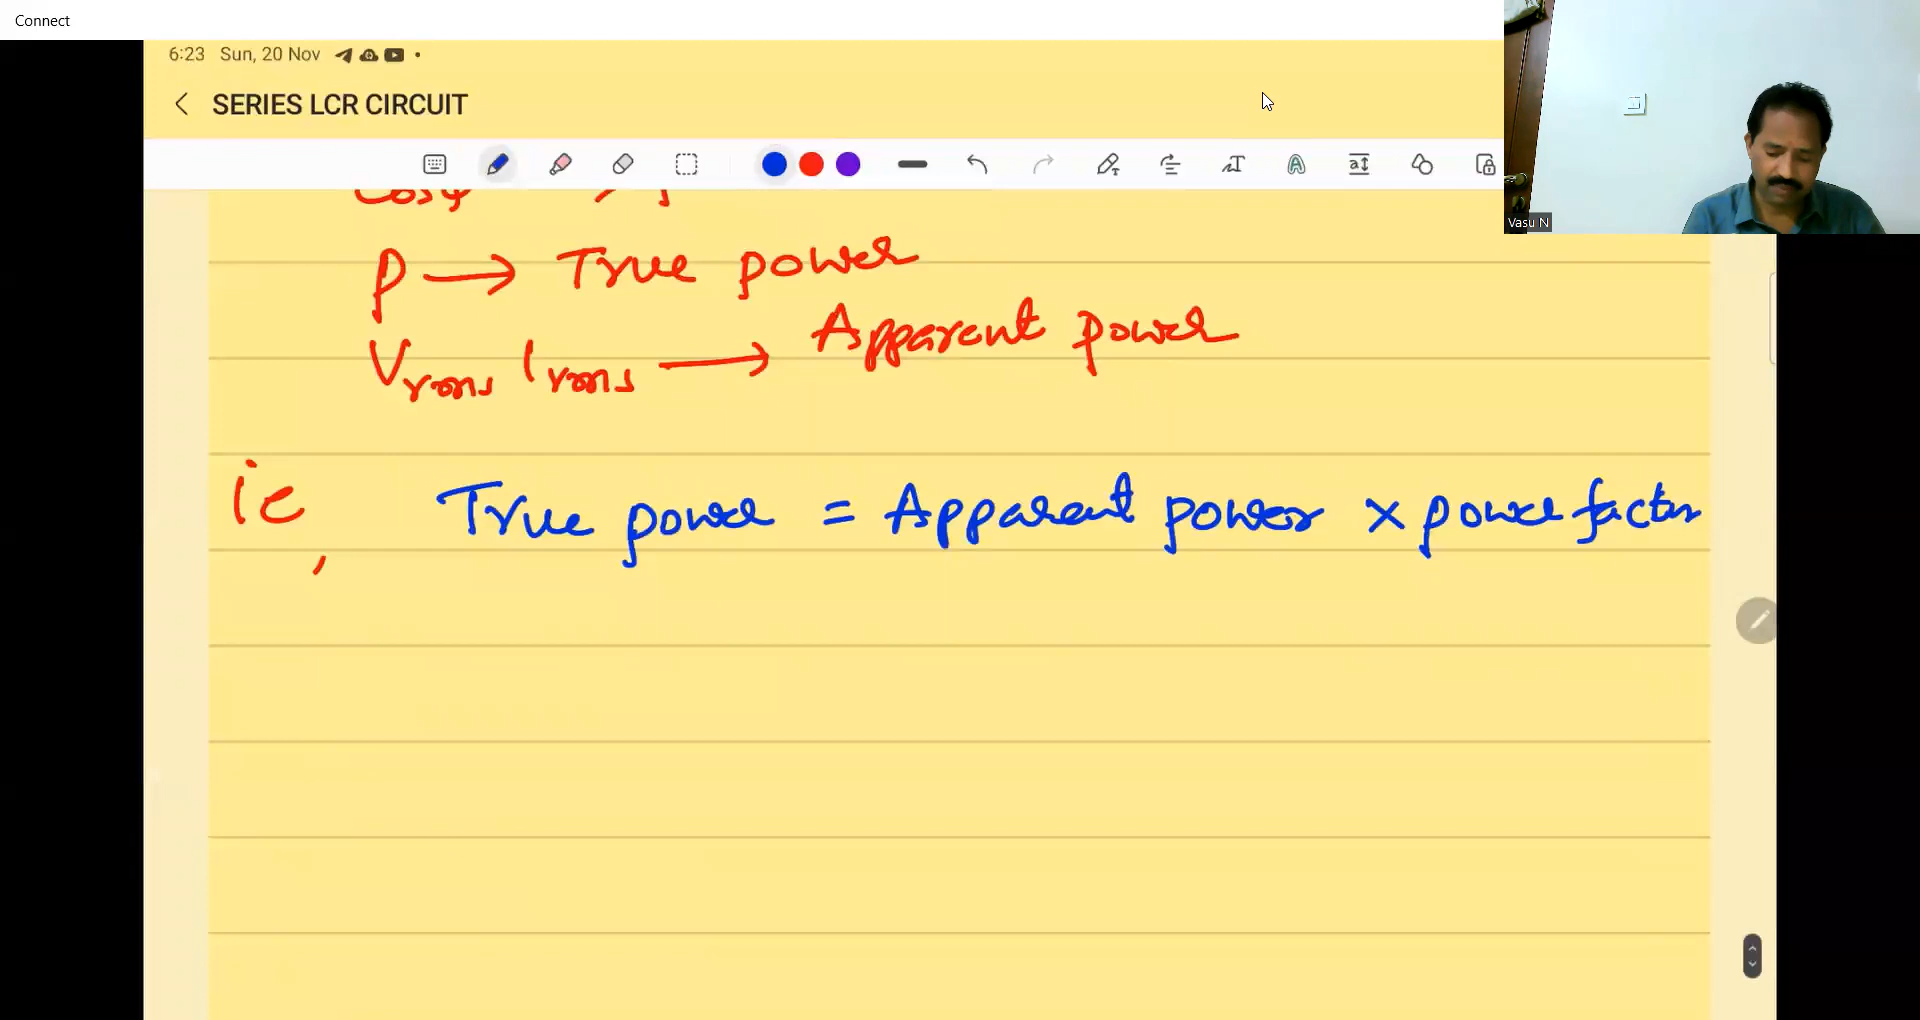 Connect
6:23 Sun, 20 Nov
SERIES LCR CIRCUIT
Vasu N
Cosφ
P → True power
Vrms Irms → Apparent power
ie, True power = Apparent power × power factor